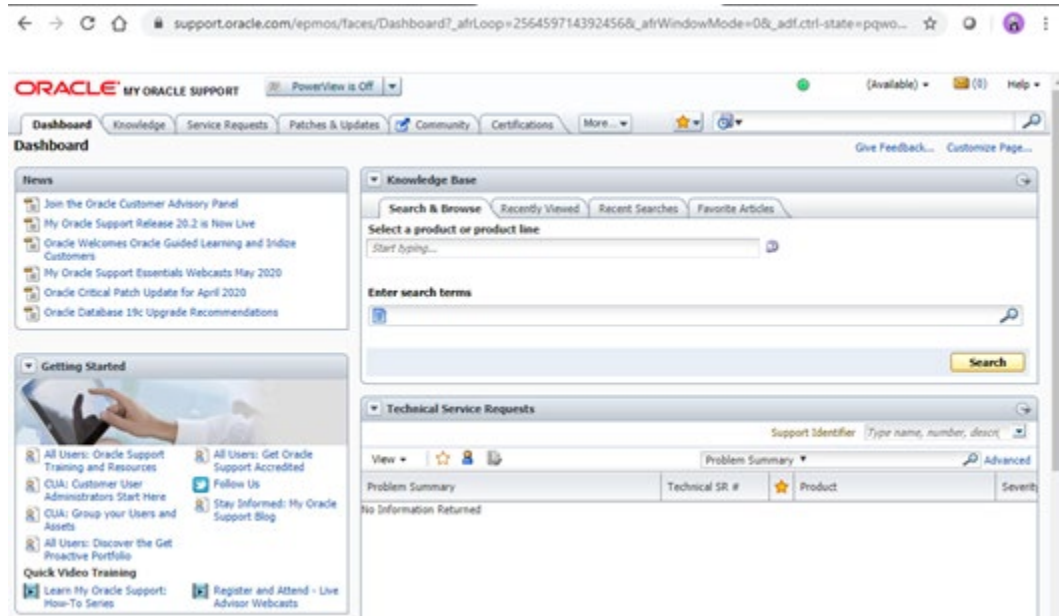 support.oracle.com/epmos/faces/Dashboard?_afrLoop=256459714392456&_afrWindowMode=0&_adf.ctrl-state=pqwo...
ORACLE MY ORACLE SUPPORT
PowerView is Off
(Available)
(0)
Help
Dashboard
Knowledge
Service Requests
Patches & Updates
Community
Certifications
More...
Dashboard
Give Feedback...
Customize Page...
News
Join the Oracle Customer Advisory Panel
My Oracle Support Release 20.2 is Now Live
Oracle Welcomes Oracle Guided Learning and Iridize
Customers
My Oracle Support Essentials Webcasts May 2020
Oracle Critical Patch Update for April 2020
Oracle Database 19c Upgrade Recommendations
Getting Started
All Users: Oracle Support
Training and Resources
CUA: Customer User
Administrators Start Here
CUA: Group your Users and
Assets
All Users: Discover the Get
Proactive Portfolio
All Users: Get Oracle
Support Accredited
Follow Us
Stay Informed: My Oracle
Support Blog
Quick Video Training
Learn My Oracle Support:
How-To Series
Register and Attend - Live
Advisor Webcasts
Knowledge Base
Search & Browse
Recently Viewed
Recent Searches
Favorite Articles
Select a product or product line
Start typing...
Enter search terms
Search
Technical Service Requests
Support Identifier
Type name, number, descri
View
Problem Summary
Advanced
Problem Summary
Technical SR #
Product
Severity
No Information Returned